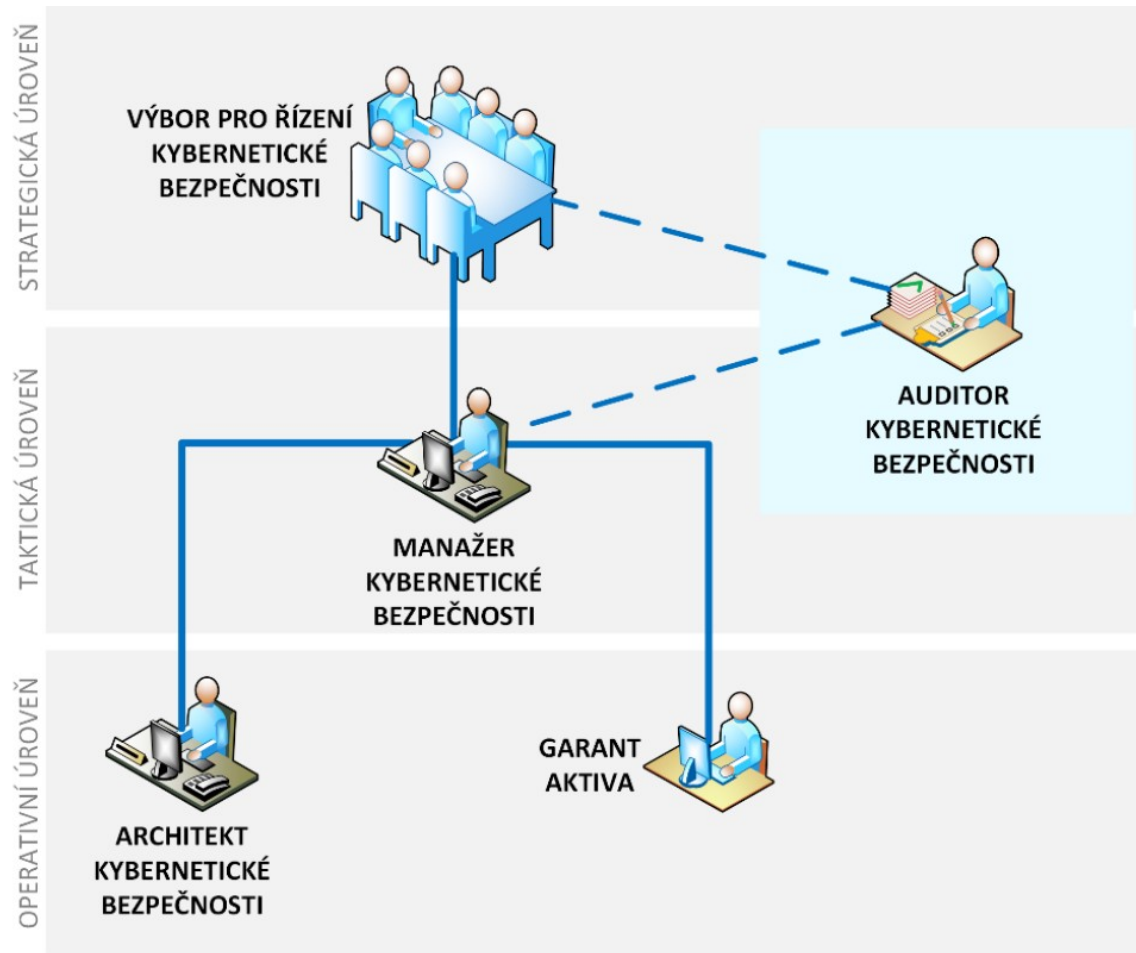 STRATEGICKÁ ÚROVEŇ
VÝBOR PRO ŘÍZENÍ
KYBERNETICKÉ
BEZPEČNOSTI
AUDITOR
KYBERNETICKÉ
BEZPEČNOSTI
TAKTICKÁ ÚROVEŇ
MANAŽER
KYBERNETICKÉ
BEZPEČNOSTI
OPERATIVNÍ ÚROVEŇ
GARANT
AKTIVA
ARCHITEKT
KYBERNETICKÉ
BEZPEČNOSTI